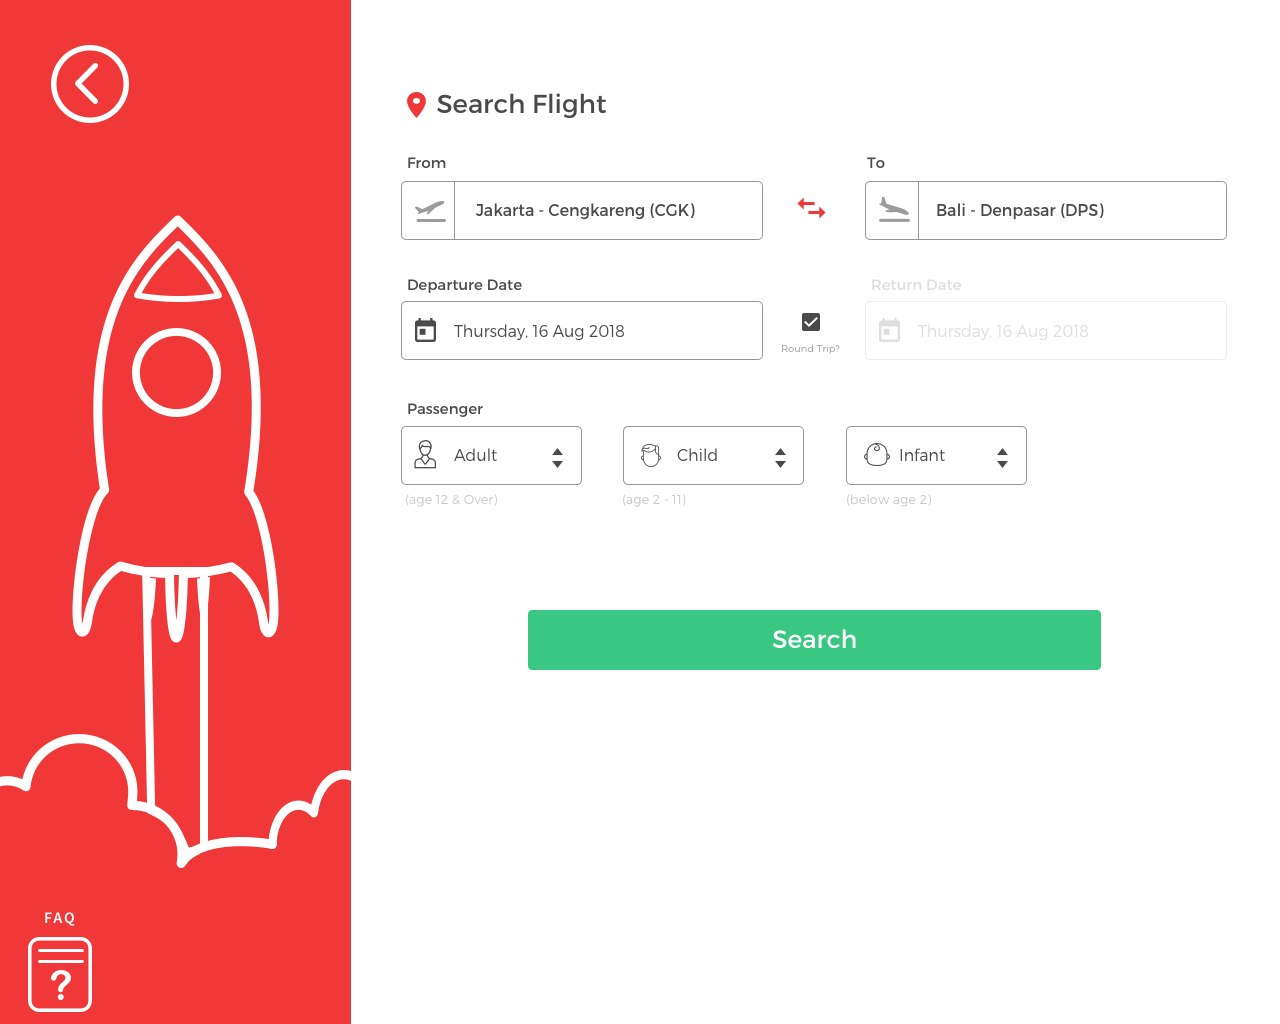 Search Flight
From
To
Jakarta - Cengkareng (CGK)
Bali - Denpasar (DPS)
Departure Date
Return Date
Thursday, 16 Aug 2018
Round Trip?
Thursday, 16 Aug 2018
Passenger
Adult
Child
Infant
(age 12 & Over)
(age 2 - 11)
(below age 2)
Search
FAQ
?